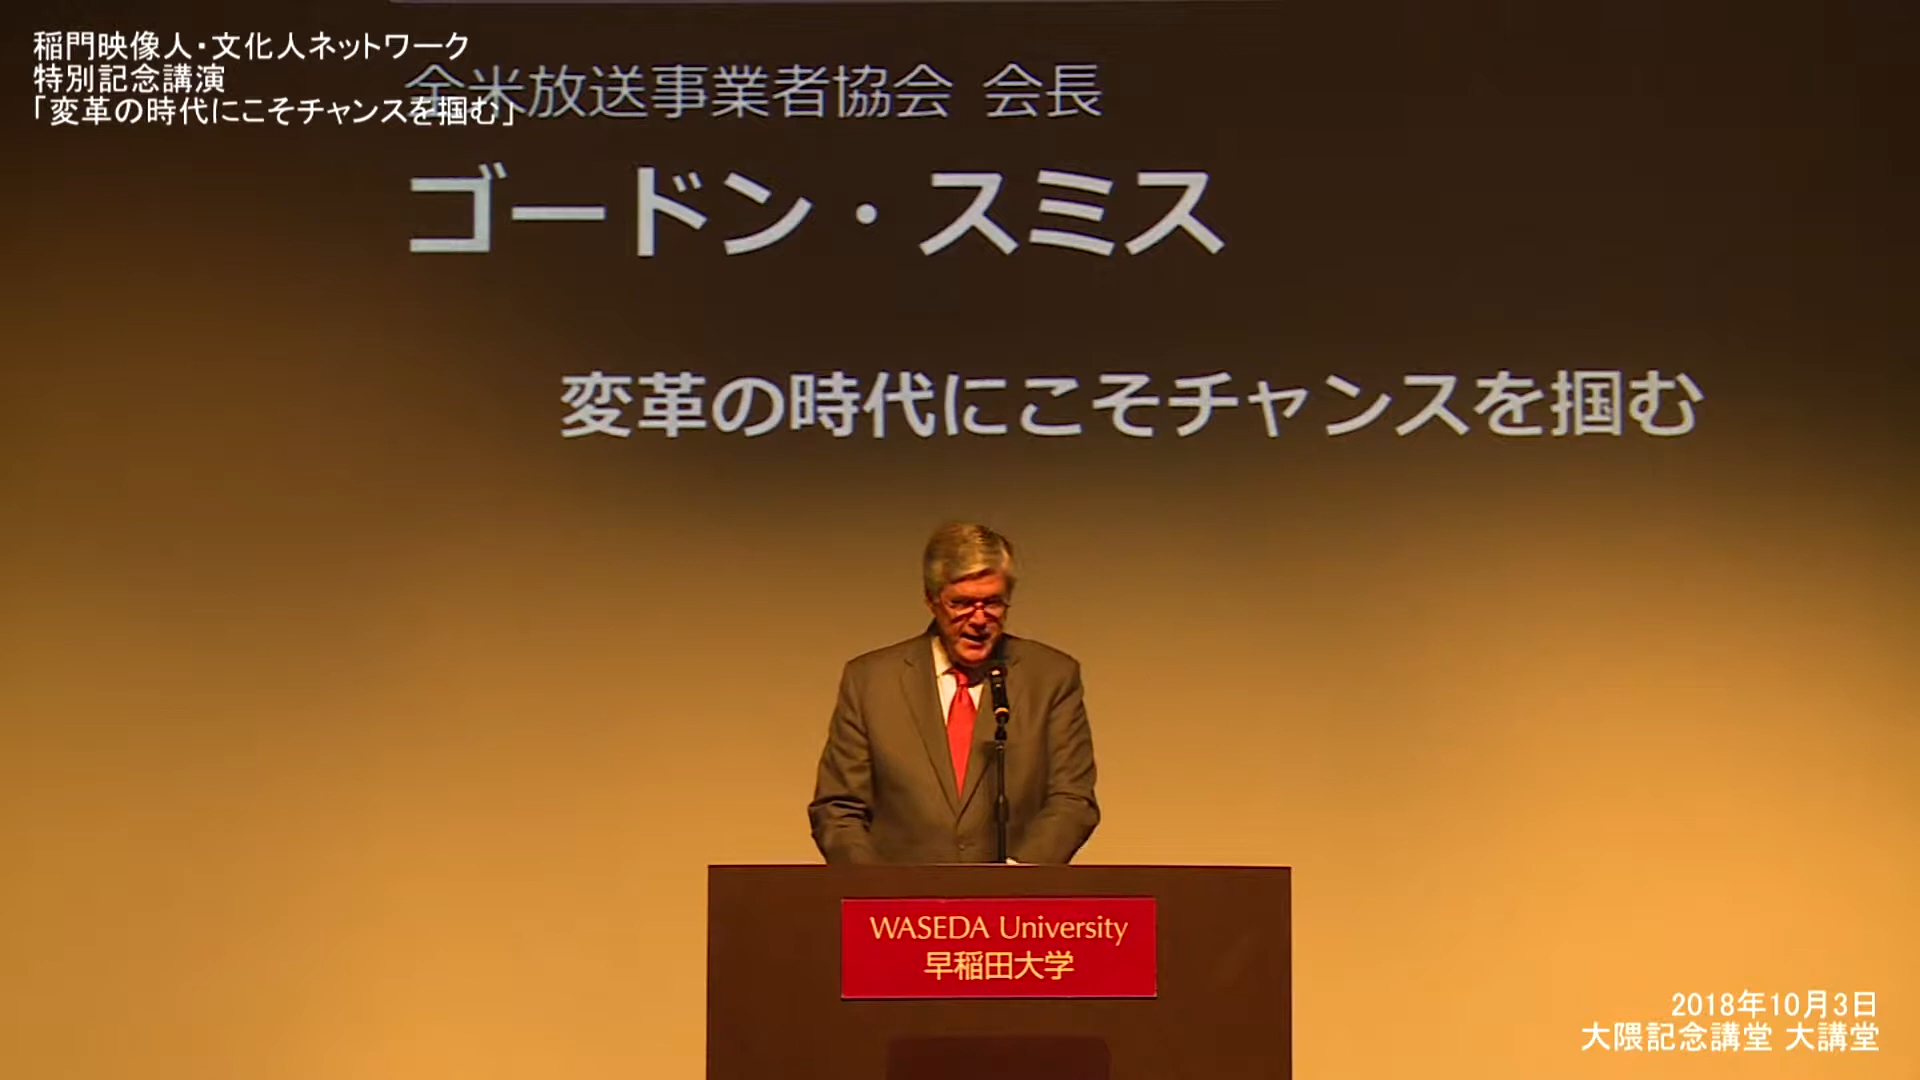 稲門映像人・文化人ネットワーク
特別記念講演
「変革の時代にこそチャンスを掴む」
全米放送事業者協会 会長
ゴードン・スミス
変革の時代にこそチャンスを掴む
WASEDA University
早稲田大学
2018年10月3日
大隈記念講堂 大講堂